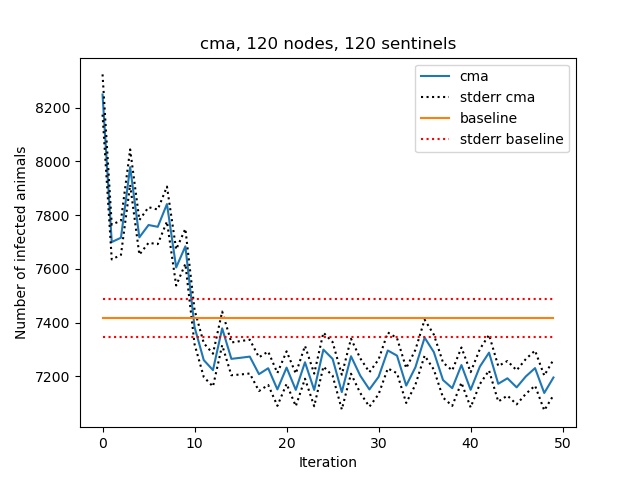 cma, 120 nodes, 120 sentinels
Number of infected animals
8200
8000
7800
7600
7400
7200
cma
stderr cma
baseline
stderr baseline
0
10
20
30
40
50
Iteration